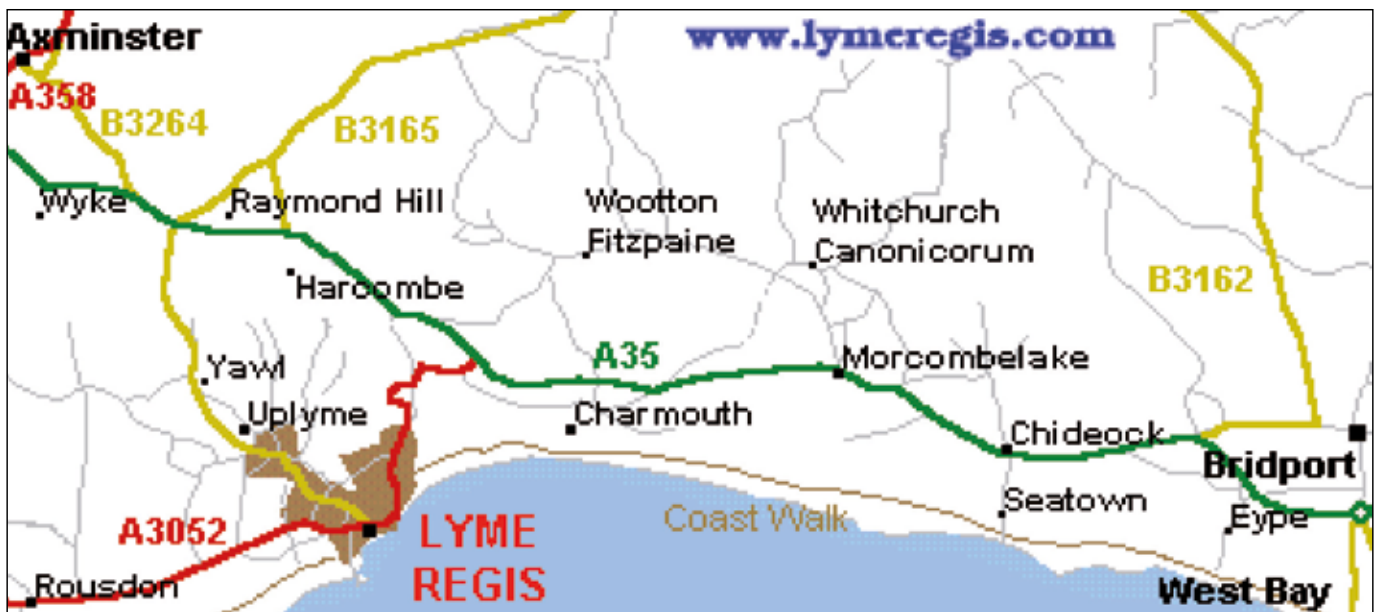 Axminster
www.lymeregis.com
A358
B3264
B3165
Wyke
Raymond Hill
Wootton
Fitzpaine
Whitchurch
Canonicorum
Harcombe
B3162
A35
Morcombelake
Yawl
Uplyme
Charmouth
Chideock
Bridport
Seatown
Coast Walk
Eype
A3052
LYME
REGIS
Rousdon
West Bay